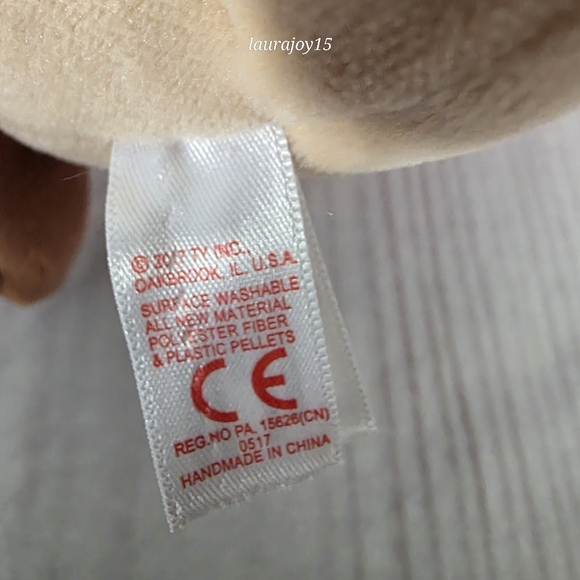 laurajoy15
© 2017 TY INC.,
OAKBROOK, IL. U.S.A.
SURFACE WASHABLE
ALL NEW MATERIAL
POLYESTER FIBER
& PLASTIC PELLETS
CE
REG.NO PA. 15626(CN)
0517
HANDMADE IN CHINA